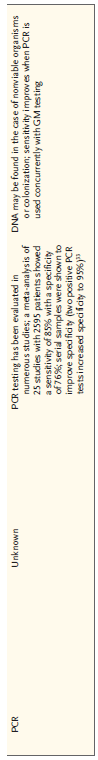 PCR
Unknown
PCR testing has been evaluated in
numerous studies; a meta-analysis of
25 studies with 2595 patients showed
a sensitivity of 85% with a specificity
of 76%; serial samples were shown to
improve specificity (two positive PCR
tests increased specificity to 95%)³³
DNA may be found in the case of nonviable organisms
or colonization; sensitivity improves when PCR is
used concurrently with GM testing